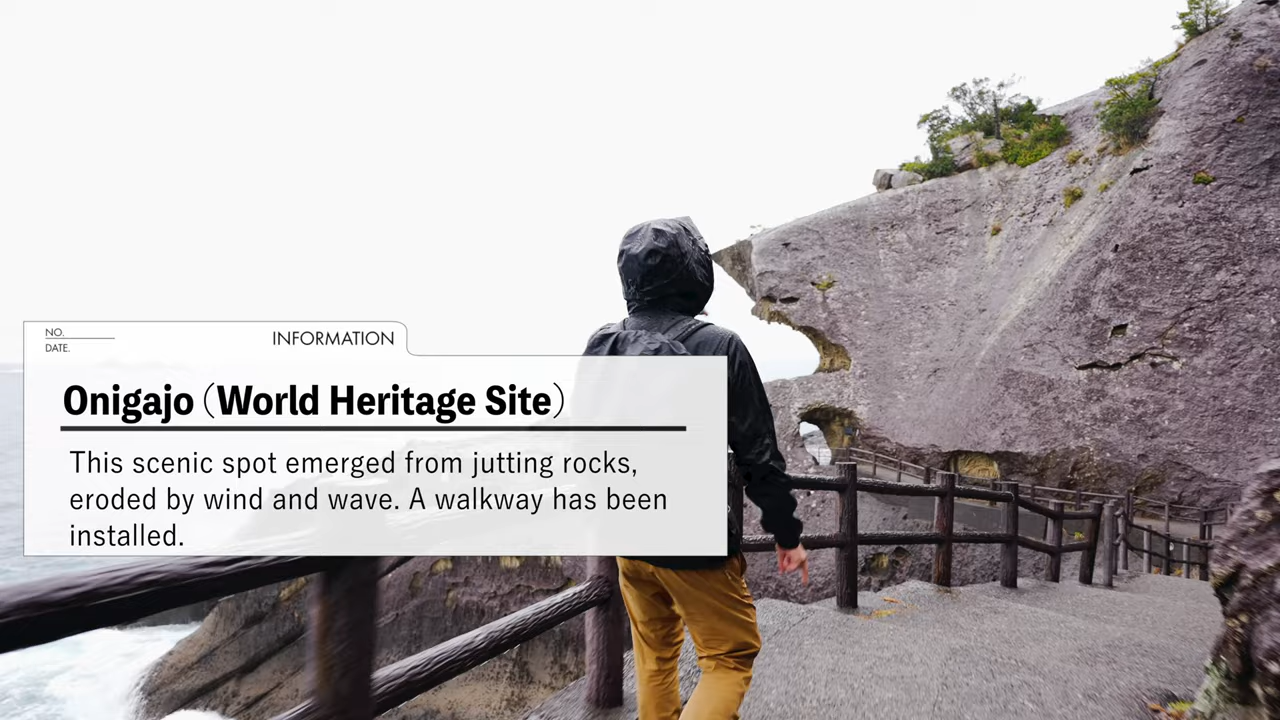 NO.
DATE.
INFORMATION
Onigajo（World Heritage Site）
This scenic spot emerged from jutting rocks,
eroded by wind and wave. A walkway has been
installed.